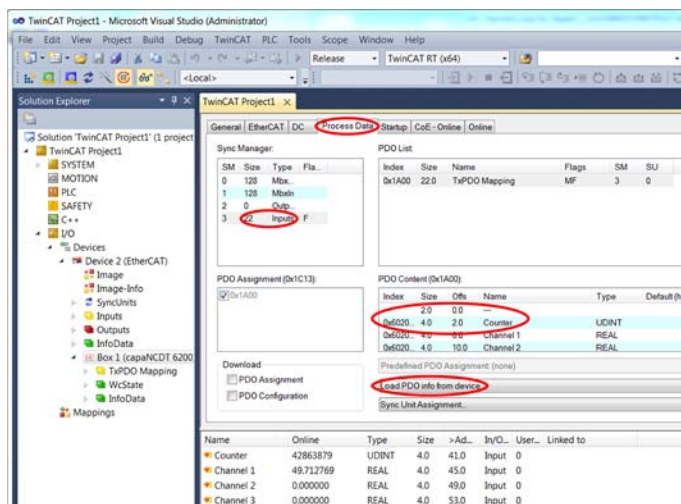 TwinCAT Project1 - Microsoft Visual Studio (Administrator)
File Edit View Project Build Debug TwinCAT PLC Tools Scope Window Help
Release TwinCAT RT (x64)
<Local>
Solution Explorer
TwinCAT Project1
Solution 'TwinCAT Project1' (1 project
TwinCAT Project1
SYSTEM
MOTION
PLC
SAFETY
C++
I/O
Devices
Device 2 (EtherCAT)
Image
Image-Info
SyncUnits
Inputs
Outputs
InfoData
Box 1 (capaNCDT 6200
TxPDO Mapping
WcState
InfoData
Mappings
General EtherCAT DC Process Data Startup CoE - Online Online
Sync Manager:
SM Size Type Fla...
0 128 Mbx...
1 128 MbxIn
2 0 Outp...
3 22 Inputs F
PDO List:
Index Size Name Flags SM SU
0x1A00 22.0 TxPDO Mapping MF 3 0
PDO Assignment (0x1C13):
0x1A00
PDO Content (0x1A00):
Index Size Offs Name Type Default (h
2.0 0.0 ---
0x6020... 4.0 2.0 Counter UDINT
0x6020... 4.0 6.0 Channel 1 REAL
0x6020... 4.0 10.0 Channel 2 REAL
Download
PDO Assignment
PDO Configuration
Predefined PDO Assignment: (none)
Load PDO info from device
Sync Unit Assignment...
Name Online Type Size >Ad... In/O... User... Linked to
Counter 42863879 UDINT 4.0 41.0 Input 0
Channel 1 49.712769 REAL 4.0 45.0 Input 0
Channel 2 0.000000 REAL 4.0 49.0 Input 0
Channel 3 0.000000 REAL 4.0 53.0 Input 0